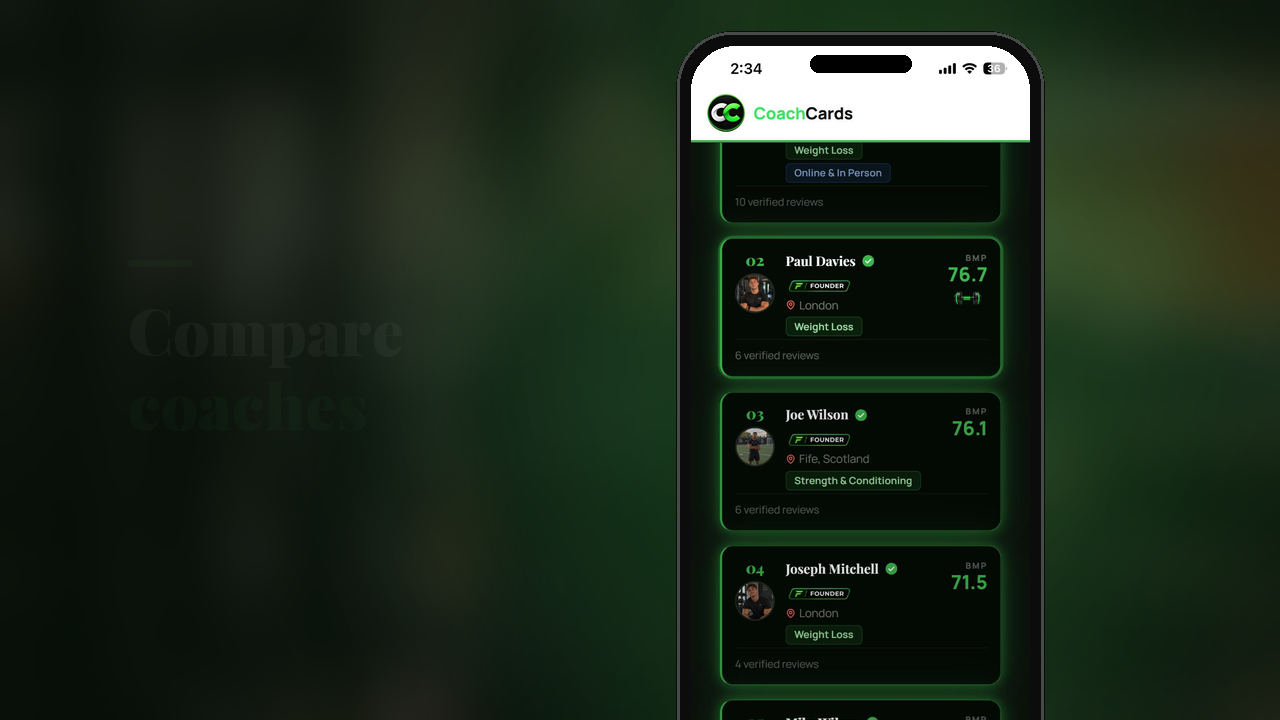 Compare
coaches
2:34
36
CC CoachCards
Weight Loss
Online & In Person
10 verified reviews
02 Paul Davies BMP
76.7
F / FOUNDER
London
Weight Loss
6 verified reviews
03 Joe Wilson BMP
76.1
F / FOUNDER
Fife, Scotland
Strength & Conditioning
6 verified reviews
04 Joseph Mitchell BMP
71.5
F / FOUNDER
London
Weight Loss
4 verified reviews
BMP